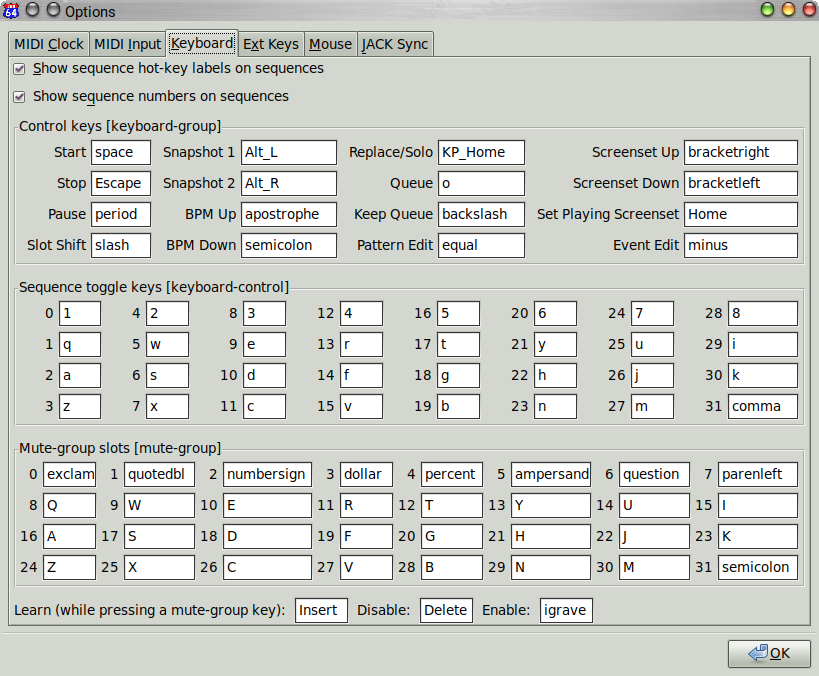 64 Options
MIDI Clock MIDI Input Keyboard Ext Keys Mouse JACK Sync
Show sequence hot-key labels on sequences
Show sequence numbers on sequences
Control keys [keyboard-group]
Start space Snapshot 1 Alt_L Replace/Solo KP_Home Screenset Up bracketright
Stop Escape Snapshot 2 Alt_R Queue o Screenset Down bracketleft
Pause period BPM Up apostrophe Keep Queue backslash Set Playing Screenset Home
Slot Shift slash BPM Down semicolon Pattern Edit equal Event Edit minus
Sequence toggle keys [keyboard-control]
0 1 4 2 8 3 12 4 16 5 20 6 24 7 28 8
1 q 5 w 9 e 13 r 17 t 21 y 25 u 29 i
2 a 6 s 10 d 14 f 18 g 22 h 26 j 30 k
3 z 7 x 11 c 15 v 19 b 23 n 27 m 31 comma
Mute-group slots [mute-group]
0 exclam 1 quotedbl 2 numbersign 3 dollar 4 percent 5 ampersand 6 question 7 parenleft
8 Q 9 W 10 E 11 R 12 T 13 Y 14 U 15 I
16 A 17 S 18 D 19 F 20 G 21 H 22 J 23 K
24 Z 25 X 26 C 27 V 28 B 29 N 30 M 31 semicolon
Learn (while pressing a mute-group key): Insert Disable: Delete Enable: igrave
OK